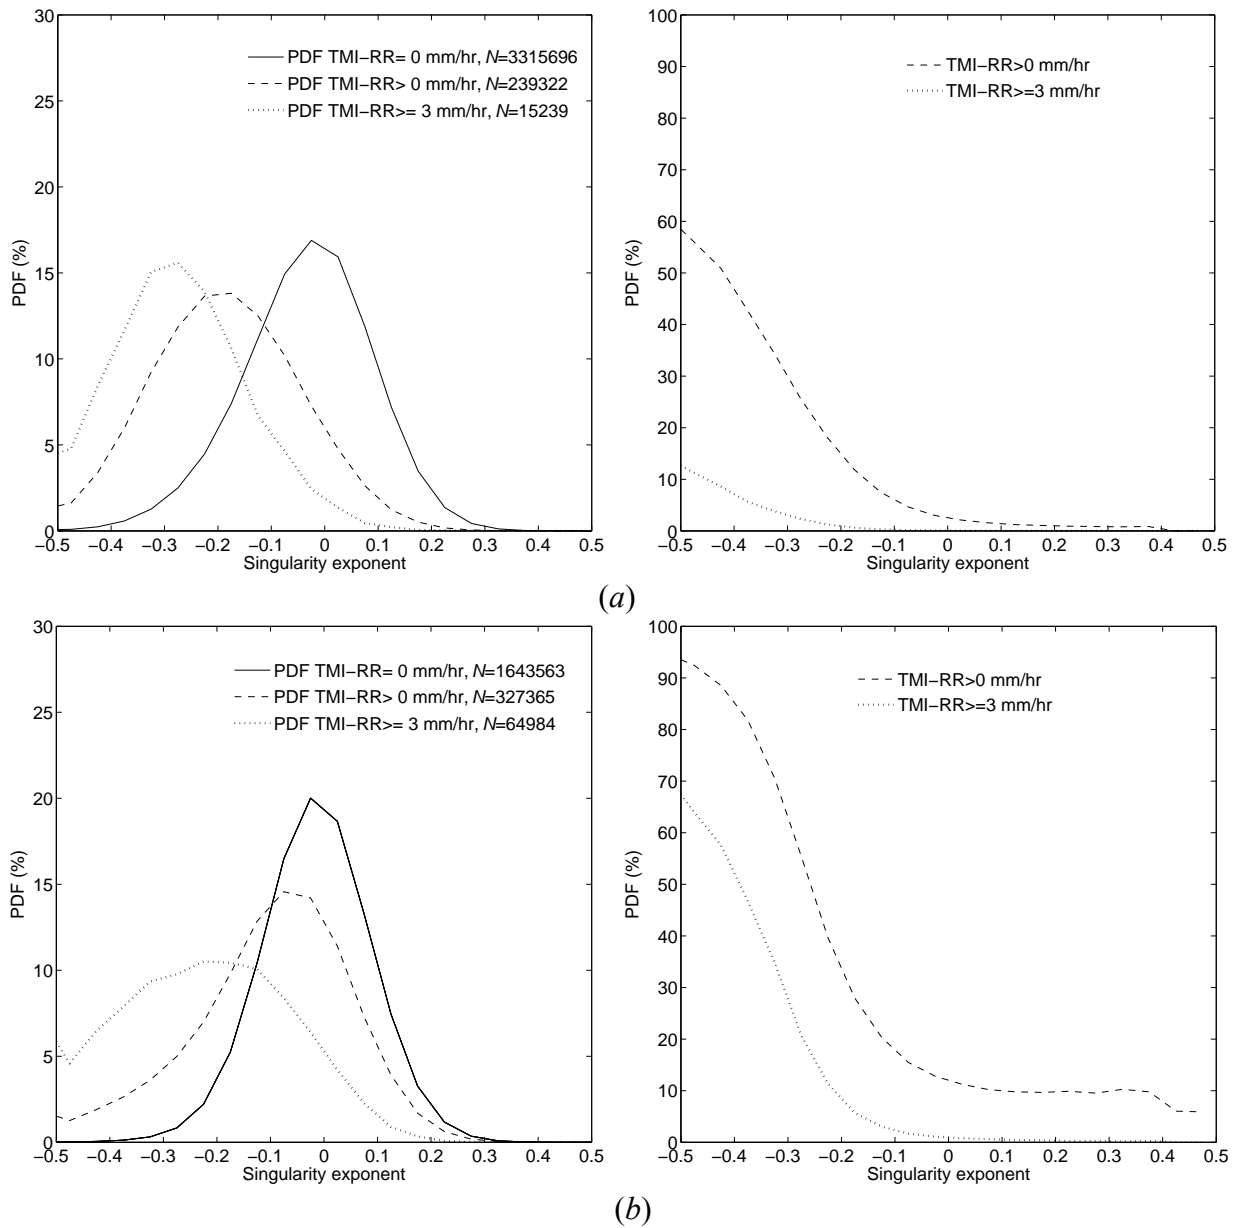 30
25
20
15
10
5
0
PDF (%)
PDF TMI−RR= 0 mm/hr, N=3315696
PDF TMI−RR> 0 mm/hr, N=239322
PDF TMI−RR>= 3 mm/hr, N=15239
−0.5 −0.4 −0.3 −0.2 −0.1 0 0.1 0.2 0.3 0.4 0.5
Singularity exponent
100
90
80
70
60
50
40
30
20
10
0
PDF (%)
TMI−RR>0 mm/hr
TMI−RR>=3 mm/hr
−0.5 −0.4 −0.3 −0.2 −0.1 0 0.1 0.2 0.3 0.4 0.5
Singularity exponent
(a)
30
25
20
15
10
5
0
PDF (%)
PDF TMI−RR= 0 mm/hr, N=1643563
PDF TMI−RR> 0 mm/hr, N=327365
PDF TMI−RR>= 3 mm/hr, N=64984
−0.5 −0.4 −0.3 −0.2 −0.1 0 0.1 0.2 0.3 0.4 0.5
Singularity exponent
100
90
80
70
60
50
40
30
20
10
0
PDF (%)
TMI−RR>0 mm/hr
TMI−RR>=3 mm/hr
−0.5 −0.4 −0.3 −0.2 −0.1 0 0.1 0.2 0.3 0.4 0.5
Singularity exponent
(b)